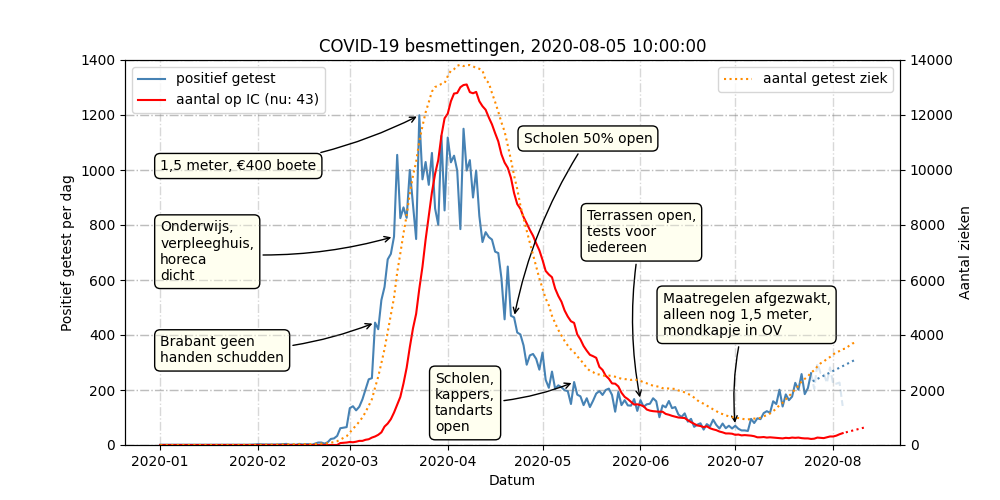 COVID-19 besmettingen, 2020-08-05 10:00:00
positief getest
aantal op IC (nu: 43)
aantal getest ziek
1400
1200
1000
800
600
400
200
0
Positief getest per dag
14000
12000
10000
8000
6000
4000
2000
0
Aantal zieken
1,5 meter, €400 boete
Scholen 50% open
Onderwijs,
verpleeghuis,
horeca
dicht
Terrassen open,
tests voor
iedereen
Maatregelen afgezwakt,
alleen nog 1,5 meter,
mondkapje in OV
Brabant geen
handen schudden
Scholen,
kappers,
tandarts
open
2020-01
2020-02
2020-03
2020-04
2020-05
2020-06
2020-07
2020-08
Datum